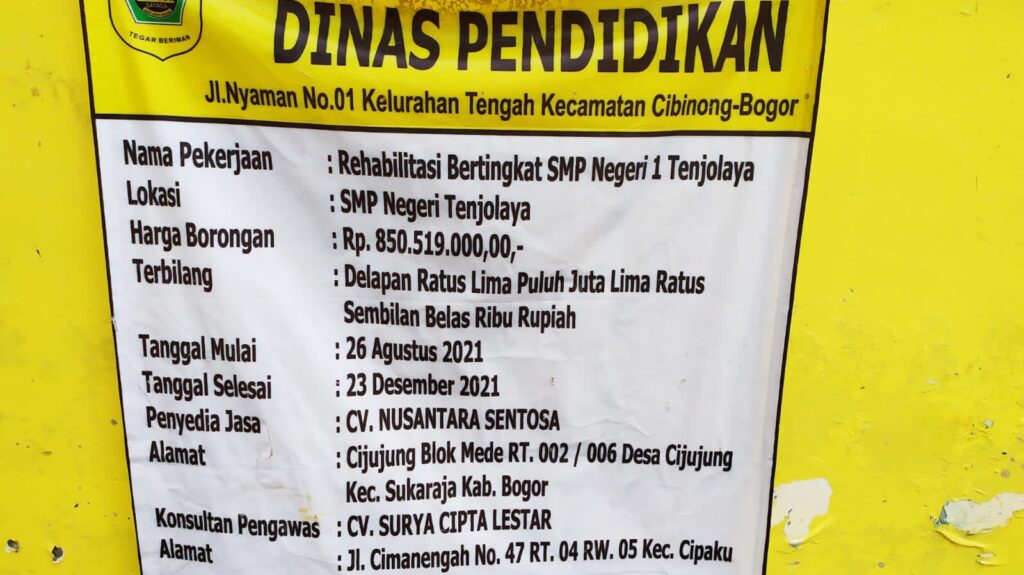 SAYAGA
TEGAR BERIMAN
DINAS PENDIDIKAN
Jl.Nyaman No.01 Kelurahan Tengah Kecamatan Cibinong-Bogor
Nama Pekerjaan : Rehabilitasi Bertingkat SMP Negeri 1 Tenjolaya
Lokasi : SMP Negeri Tenjolaya
Harga Borongan : Rp. 850.519.000,00,-
Terbilang : Delapan Ratus Lima Puluh Juta Lima Ratus
Sembilan Belas Ribu Rupiah
Tanggal Mulai : 26 Agustus 2021
Tanggal Selesai : 23 Desember 2021
Penyedia Jasa : CV. NUSANTARA SENTOSA
Alamat : Cijujung Blok Mede RT. 002 / 006 Desa Cijujung
Kec. Sukaraja Kab. Bogor
Konsultan Pengawas : CV. SURYA CIPTA LESTAR
Alamat : Jl. Cimanengah No. 47 RT. 04 RW. 05 Kec. Cipaku